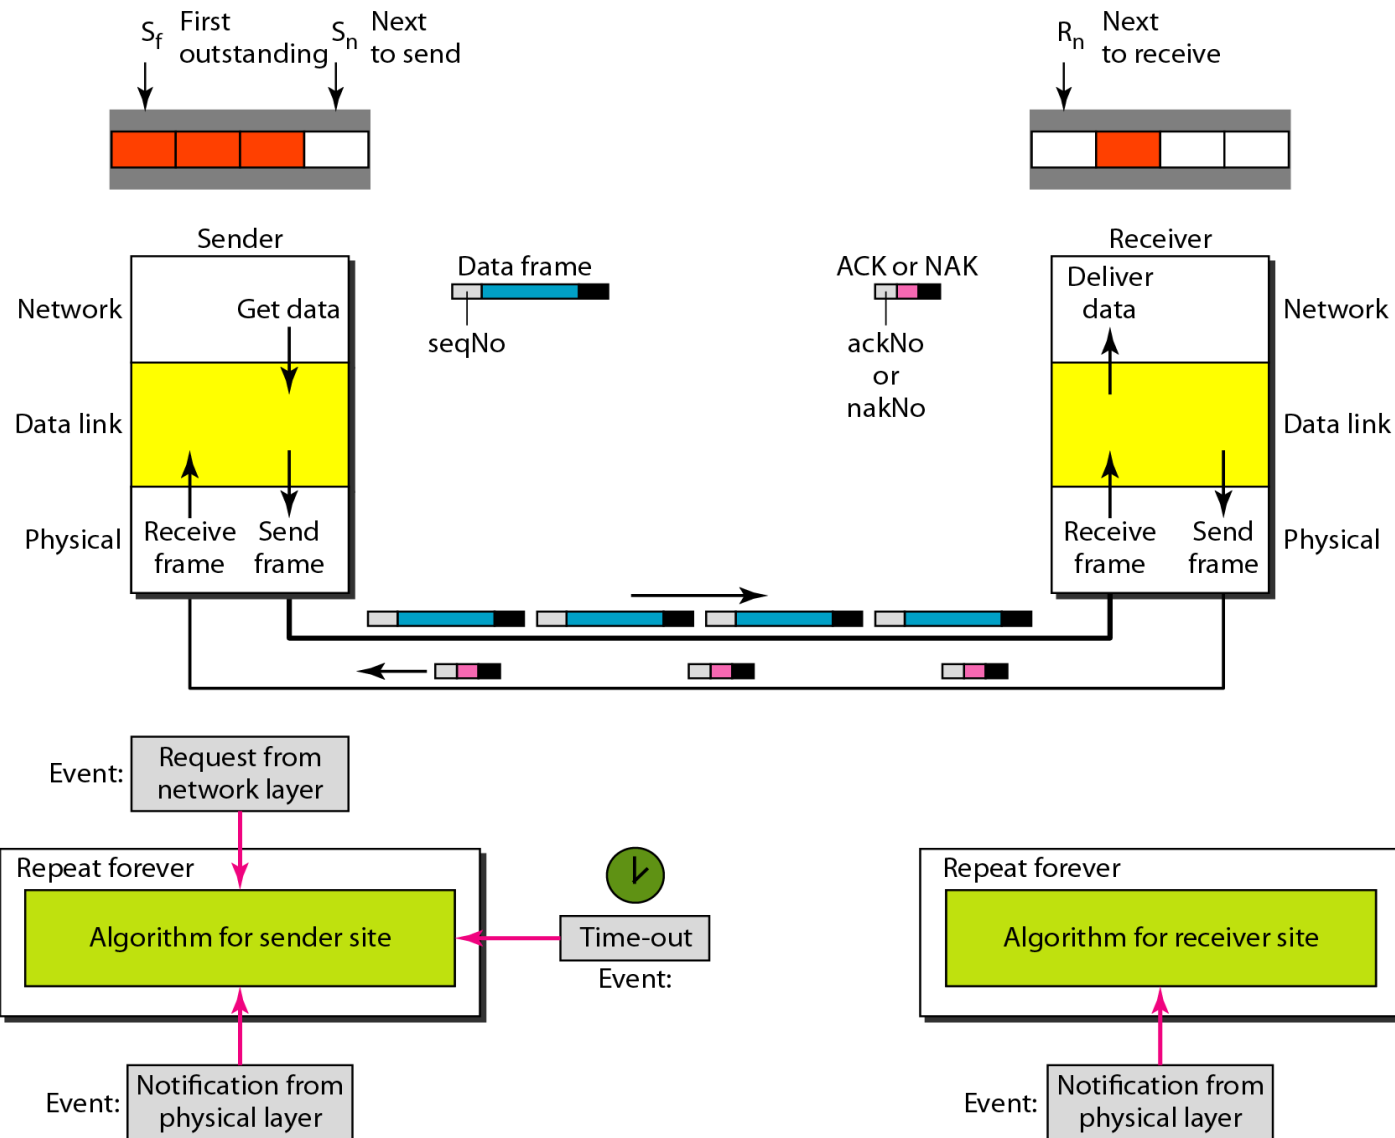 Sf First
outstanding
Sn Next
to send
Rn Next
to receive
Sender
Receiver
Network
Get data
Data frame
seqNo
ACK or NAK
ackNo
or
nakNo
Deliver
data
Network
Data link
Data link
Physical
Receive
frame
Send
frame
Receive
frame
Send
frame
Physical
Event:
Request from
network layer
Repeat forever
Algorithm for sender site
Time-out
Event:
Repeat forever
Algorithm for receiver site
Event:
Notification from
physical layer
Event:
Notification from
physical layer